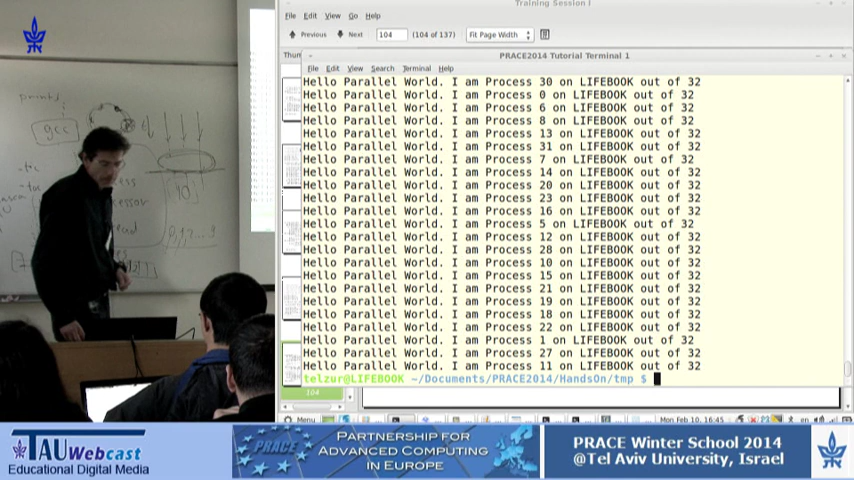 Training Session I
File Edit View Go Help
Previous Next 104 (104 of 137) Fit Page Width
Thum
PRACE2014 Tutorial Terminal 1
File Edit View Search Terminal Help
Hello Parallel World. I am Process 30 on LIFEBOOK out of 32
Hello Parallel World. I am Process 0 on LIFEBOOK out of 32
Hello Parallel World. I am Process 6 on LIFEBOOK out of 32
Hello Parallel World. I am Process 8 on LIFEBOOK out of 32
Hello Parallel World. I am Process 13 on LIFEBOOK out of 32
Hello Parallel World. I am Process 31 on LIFEBOOK out of 32
Hello Parallel World. I am Process 7 on LIFEBOOK out of 32
Hello Parallel World. I am Process 14 on LIFEBOOK out of 32
Hello Parallel World. I am Process 20 on LIFEBOOK out of 32
Hello Parallel World. I am Process 23 on LIFEBOOK out of 32
Hello Parallel World. I am Process 16 on LIFEBOOK out of 32
Hello Parallel World. I am Process 5 on LIFEBOOK out of 32
Hello Parallel World. I am Process 12 on LIFEBOOK out of 32
Hello Parallel World. I am Process 28 on LIFEBOOK out of 32
Hello Parallel World. I am Process 10 on LIFEBOOK out of 32
Hello Parallel World. I am Process 15 on LIFEBOOK out of 32
Hello Parallel World. I am Process 21 on LIFEBOOK out of 32
Hello Parallel World. I am Process 19 on LIFEBOOK out of 32
Hello Parallel World. I am Process 18 on LIFEBOOK out of 32
Hello Parallel World. I am Process 22 on LIFEBOOK out of 32
Hello Parallel World. I am Process 1 on LIFEBOOK out of 32
Hello Parallel World. I am Process 27 on LIFEBOOK out of 32
Hello Parallel World. I am Process 11 on LIFEBOOK out of 32
telzur@LIFEBOOK ~/Documents/PRACE2014/HandsOn/tmp $
104
Menu
Mon Feb 10, 16:45
points
gcc
TAU Webcast
Educational Digital Media
PRACE
PARTNERSHIP FOR
ADVANCED COMPUTING
IN EUROPE
PRACE Winter School 2014
@Tel Aviv University, Israel